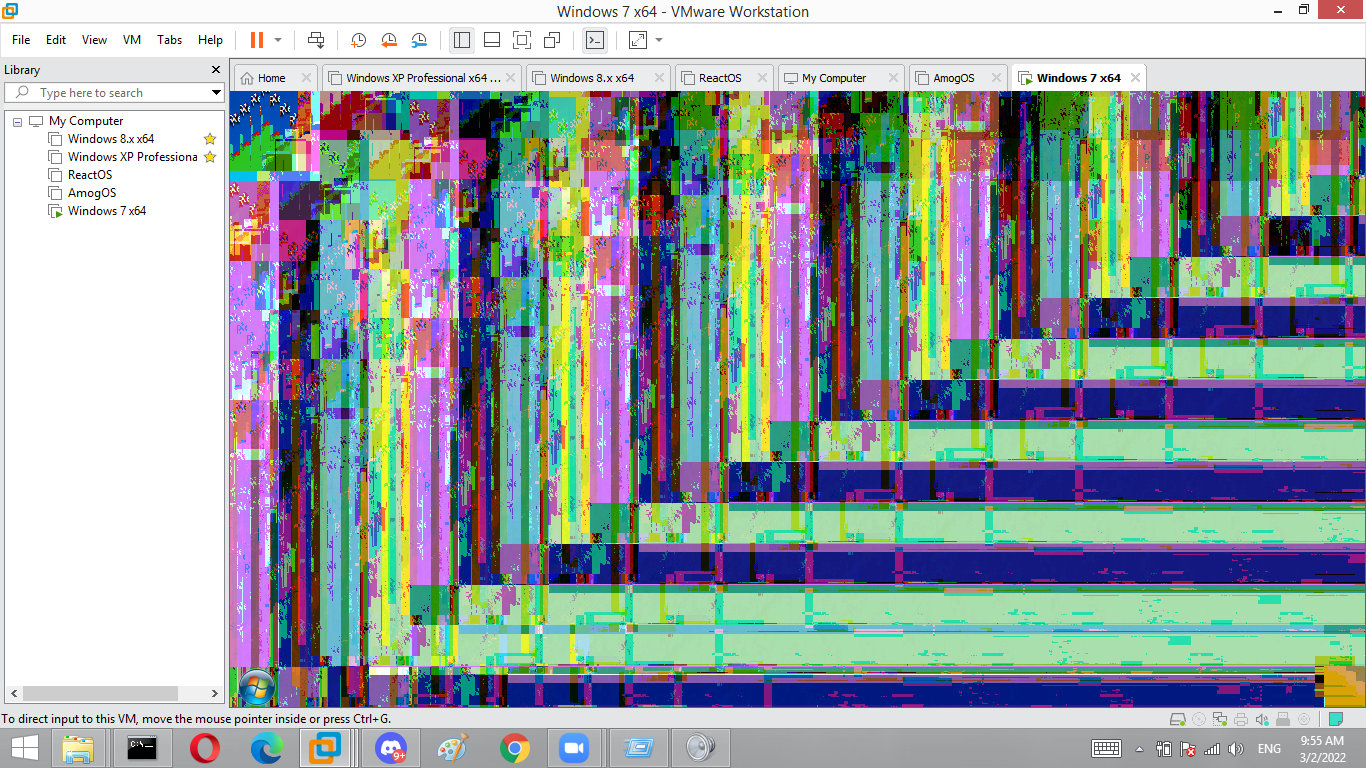 Windows 7 x64 - VMware Workstation
File Edit View VM Tabs Help
Library
Type here to search
My Computer
Windows 8.x x64
Windows XP Professiona
ReactOS
AmogOS
Windows 7 x64
Home
Windows XP Professional x64 ...
Windows 8.x x64
ReactOS
My Computer
AmogOS
Windows 7 x64
To direct input to this VM, move the mouse pointer inside or press Ctrl+G.
C:\.
9+
ENG
9:55 AM
3/2/2022